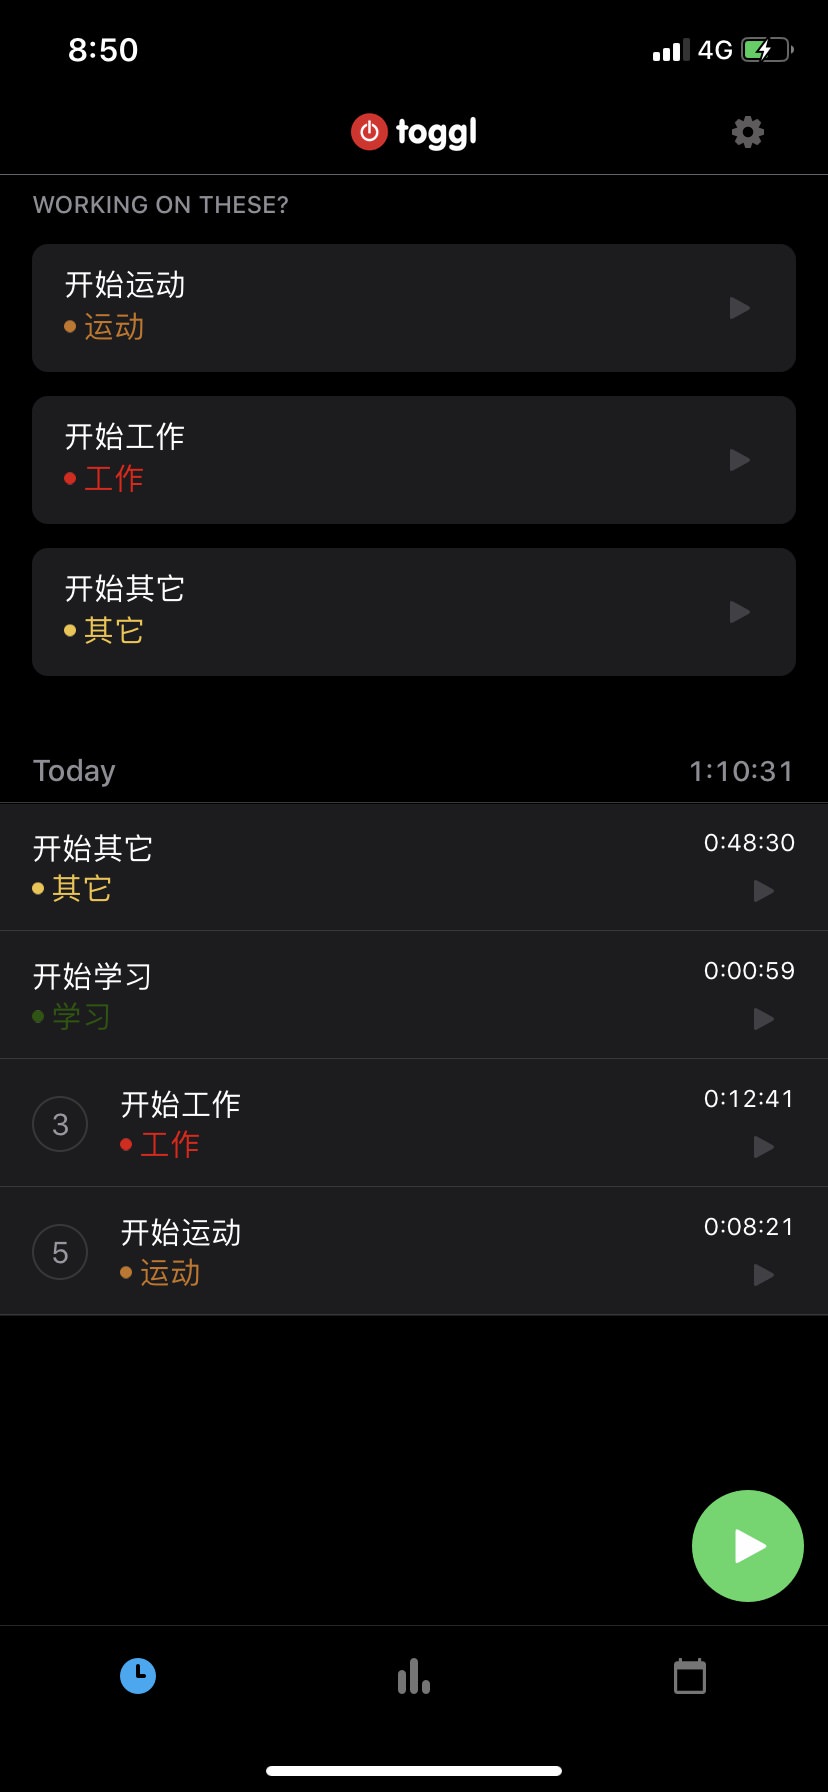 8:50
4G
toggl
WORKING ON THESE?
开始运动
运动
开始工作
工作
开始其它
其它
Today 1:10:31
开始其它 0:48:30
其它
开始学习 0:00:59
学习
3 开始工作 0:12:41
工作
5 开始运动 0:08:21
运动